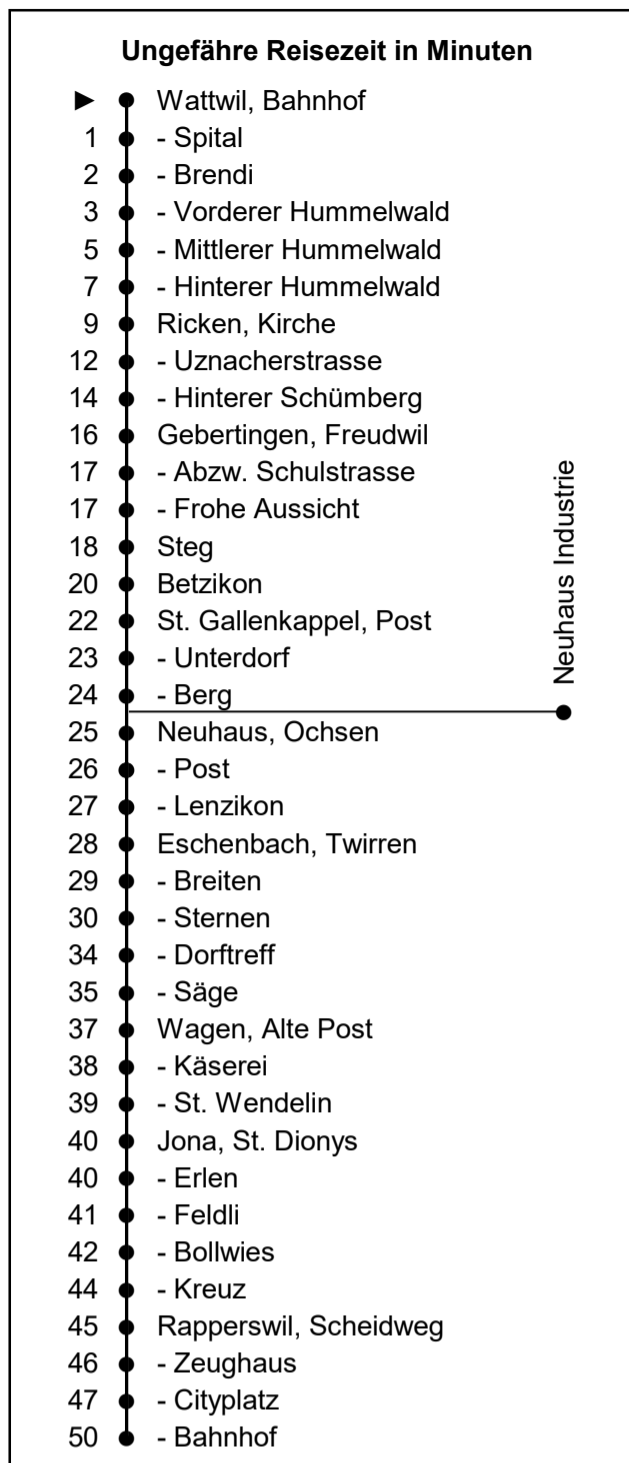 Ungefähre Reisezeit in Minuten
► Wattwil, Bahnhof
1 - Spital
2 - Brendi
3 - Vorderer Hummelwald
5 - Mittlerer Hummelwald
7 - Hinterer Hummelwald
9 Ricken, Kirche
12 - Uznacherstrasse
14 - Hinterer Schümberg
16 Gebertingen, Freudwil
17 - Abzw. Schulstrasse
17 - Frohe Aussicht
18 Steg
20 Betzikon
22 St. Gallenkappel, Post
23 - Unterdorf
24 - Berg
Neuhaus Industrie
25 Neuhaus, Ochsen
26 - Post
27 - Lenzikon
28 Eschenbach, Twirren
29 - Breiten
30 - Sternen
34 - Dorftreff
35 - Säge
37 Wagen, Alte Post
38 - Käserei
39 - St. Wendelin
40 Jona, St. Dionys
40 - Erlen
41 - Feldli
42 - Bollwies
44 - Kreuz
45 Rapperswil, Scheidweg
46 - Zeughaus
47 - Cityplatz
50 - Bahnhof